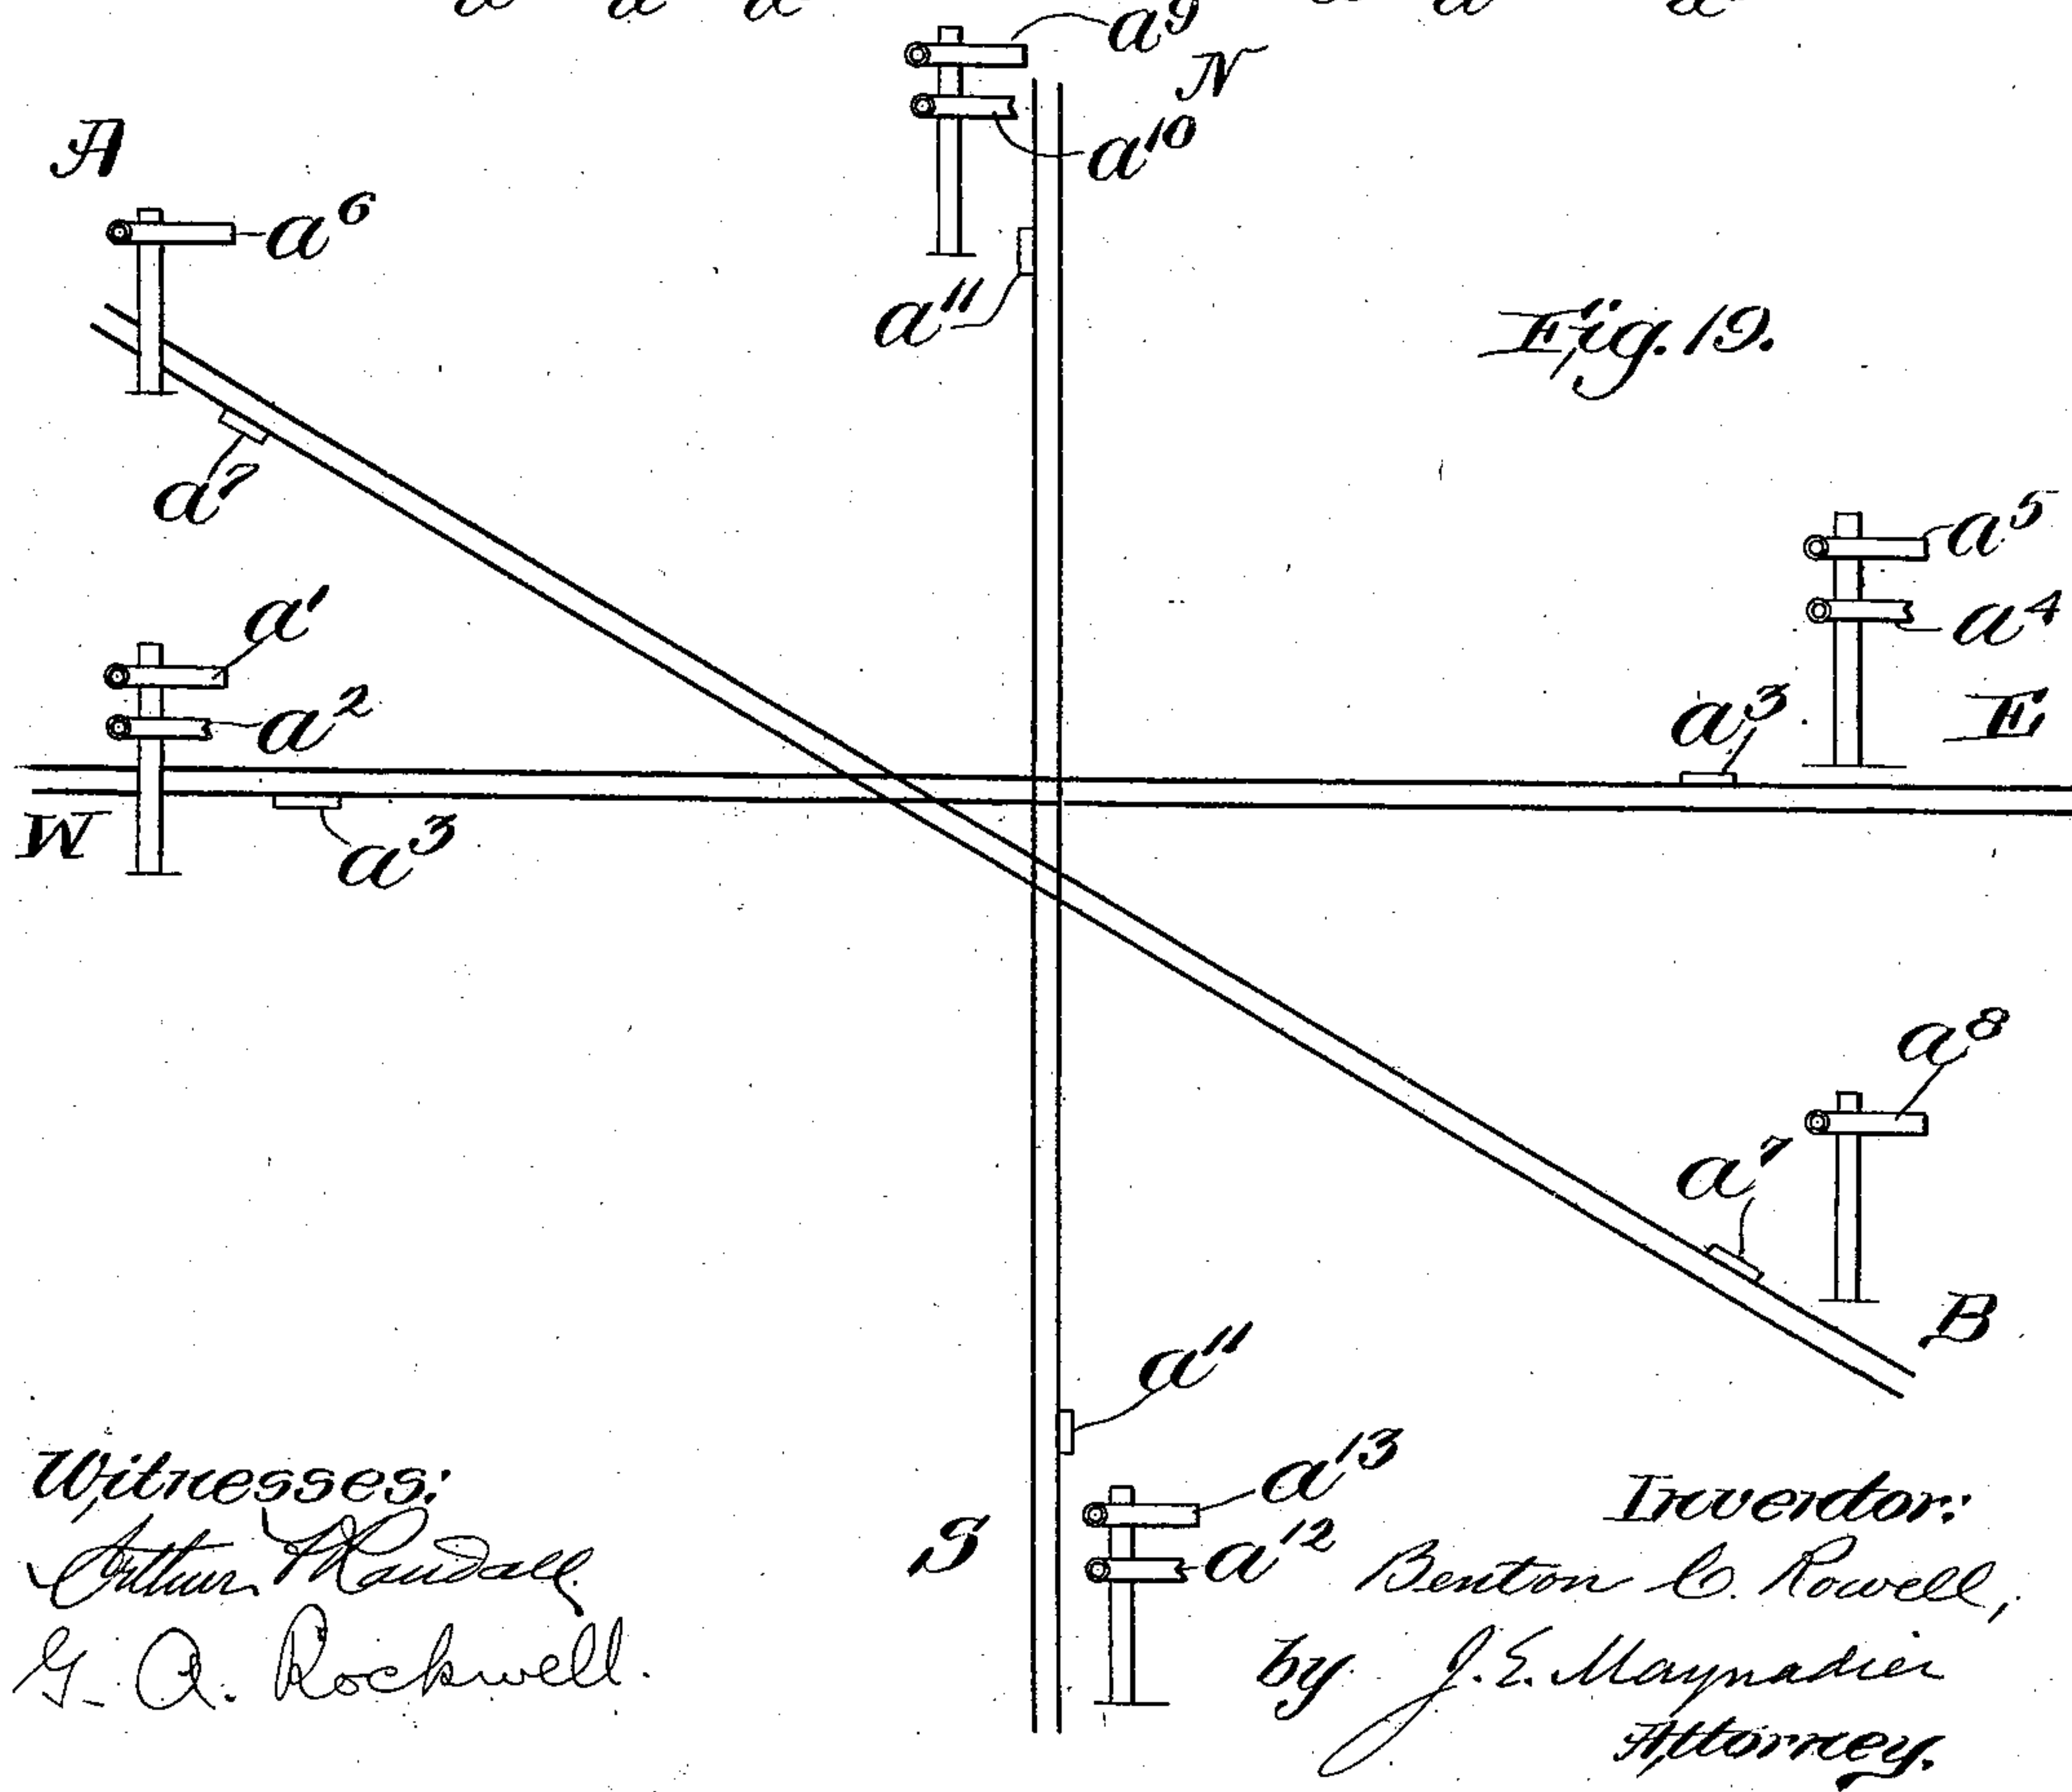 a⁹
N
a¹⁰
A
a⁶
a¹¹
Fig. 19.
a⁷
a⁵
a¹
a⁴
a²
a³
E
W
a³
a⁸
a⁷
B
a¹¹
Witnesses:
Arthur Randall.
G. A. Rockwell.
a¹³
S
a¹²
Inventor:
Benton C. Rowell,
by J. E. Maynadier
Attorney.